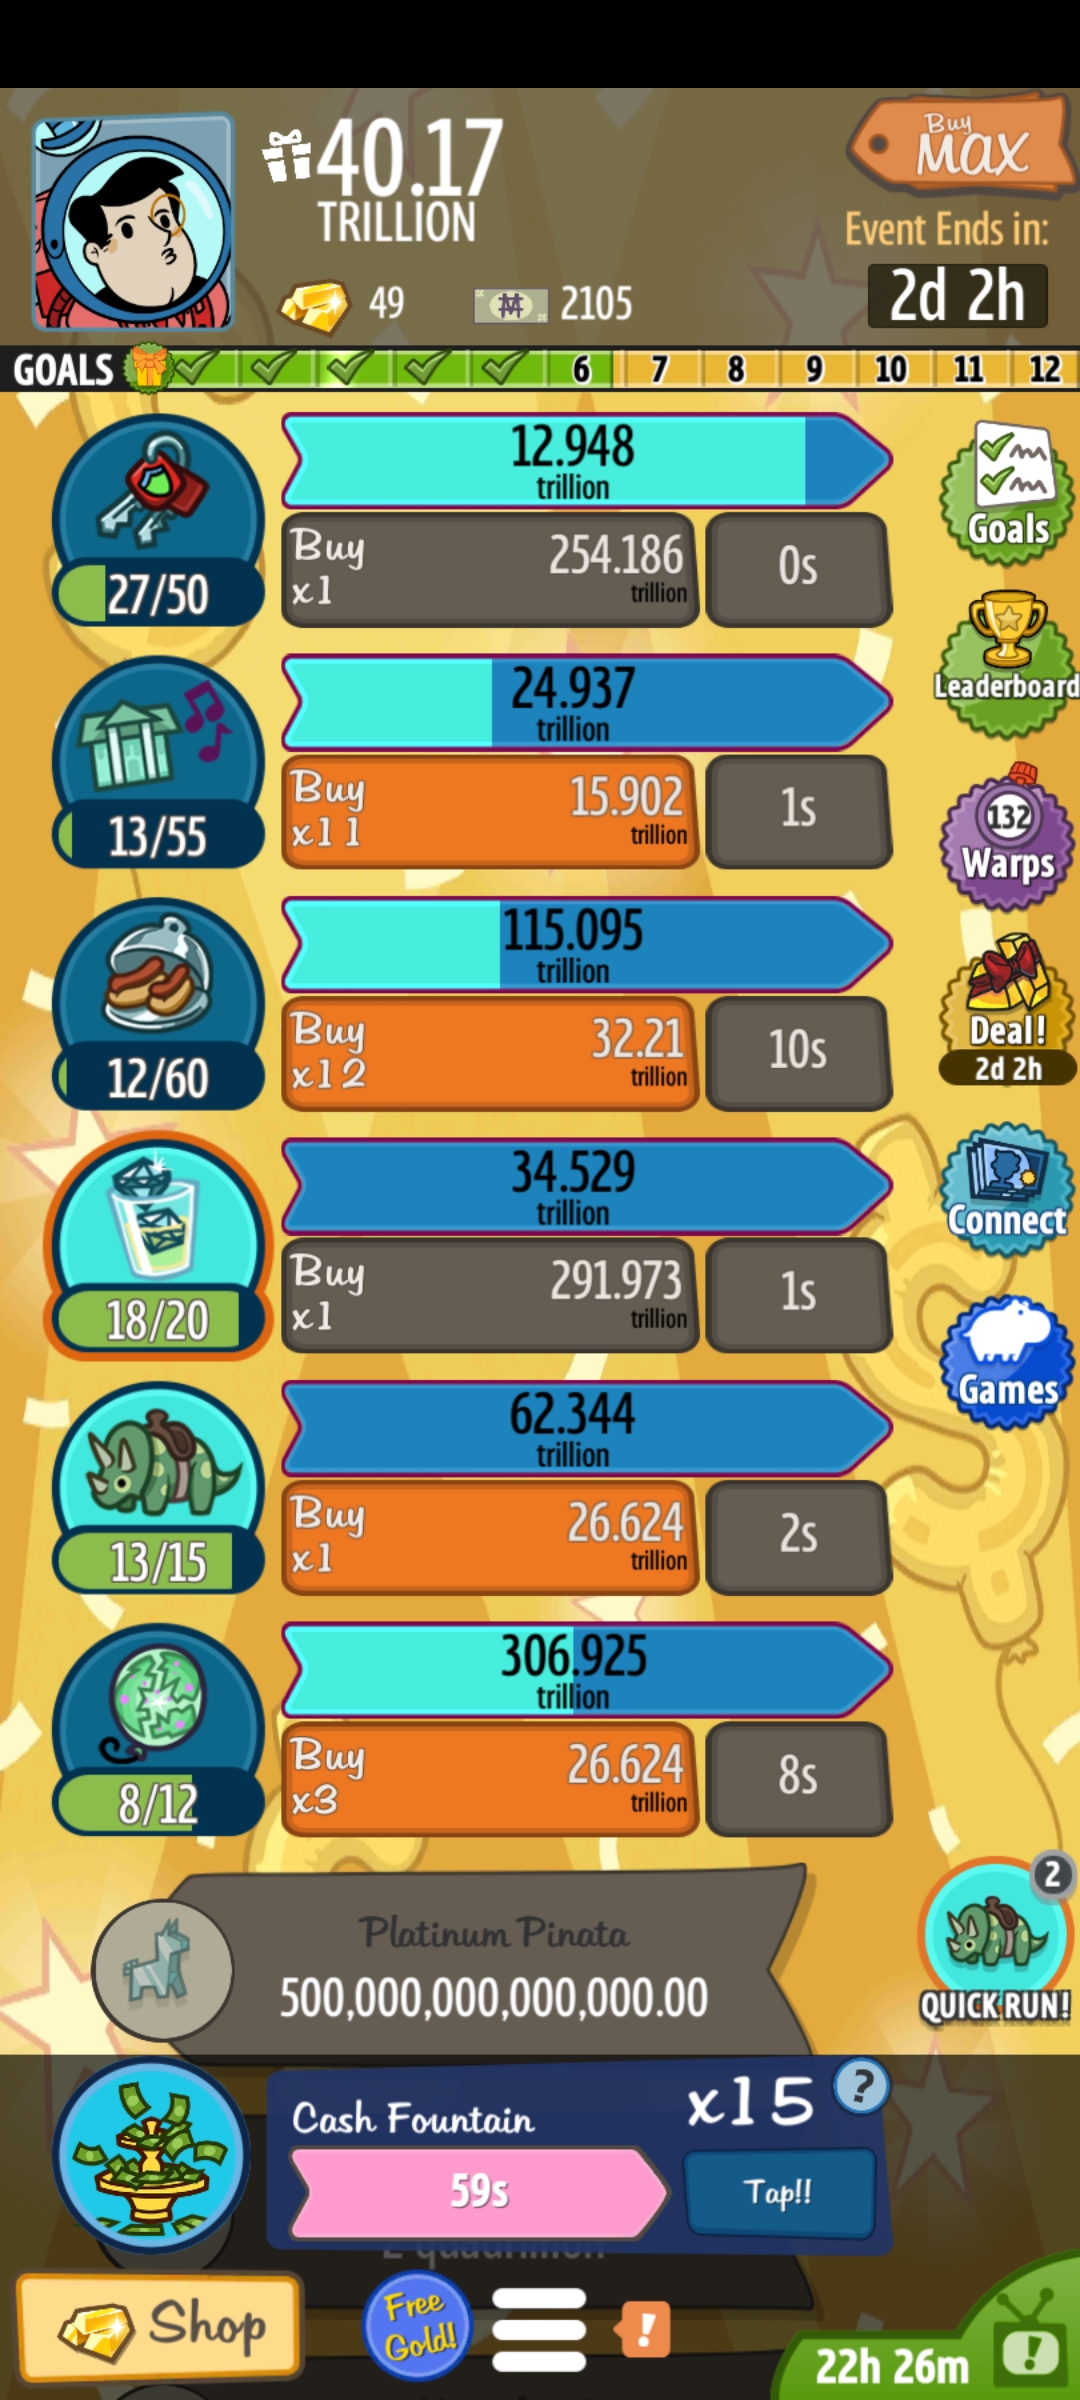 40.17
TRILLION
49
2105
Buy
MAX
Event Ends in:
2d 2h
GOALS
6
7
8
9
10
11
12
12.948
trillion
27/50
Buy
x1
254.186
trillion
0s
Goals
24.937
trillion
13/55
Buy
x11
15.902
trillion
1s
Leaderboard
132
Warps
115.095
trillion
12/60
Buy
x12
32.21
trillion
10s
Deal!
2d 2h
34.529
trillion
18/20
Buy
x1
291.973
trillion
1s
Connect
Games
62.344
trillion
13/15
Buy
x1
26.624
trillion
2s
306.925
trillion
8/12
Buy
x3
26.624
trillion
8s
Platinum Pinata
500,000,000,000,000.00
2
QUICK RUN!
Cash Fountain
x15
?
59s
Tap!!
2 quadrillion
Shop
Free
Gold!
!
22h 26m
!